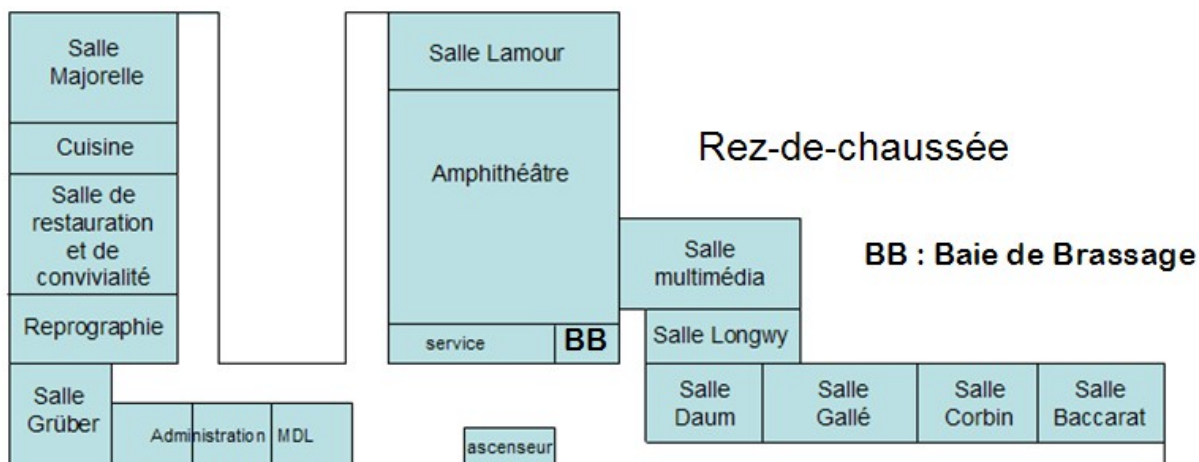 Salle
Majorelle
Cuisine
Salle de
restauration
et de
convivialité
Reprographie
Salle
Grüber
Administration
MDL
Salle Lamour
Amphithéâtre
service
BB
ascenseur
Rez-de-chaussée
BB : Baie de Brassage
Salle
multimédia
Salle Longwy
Salle
Daum
Salle
Gallé
Salle
Corbin
Salle
Baccarat